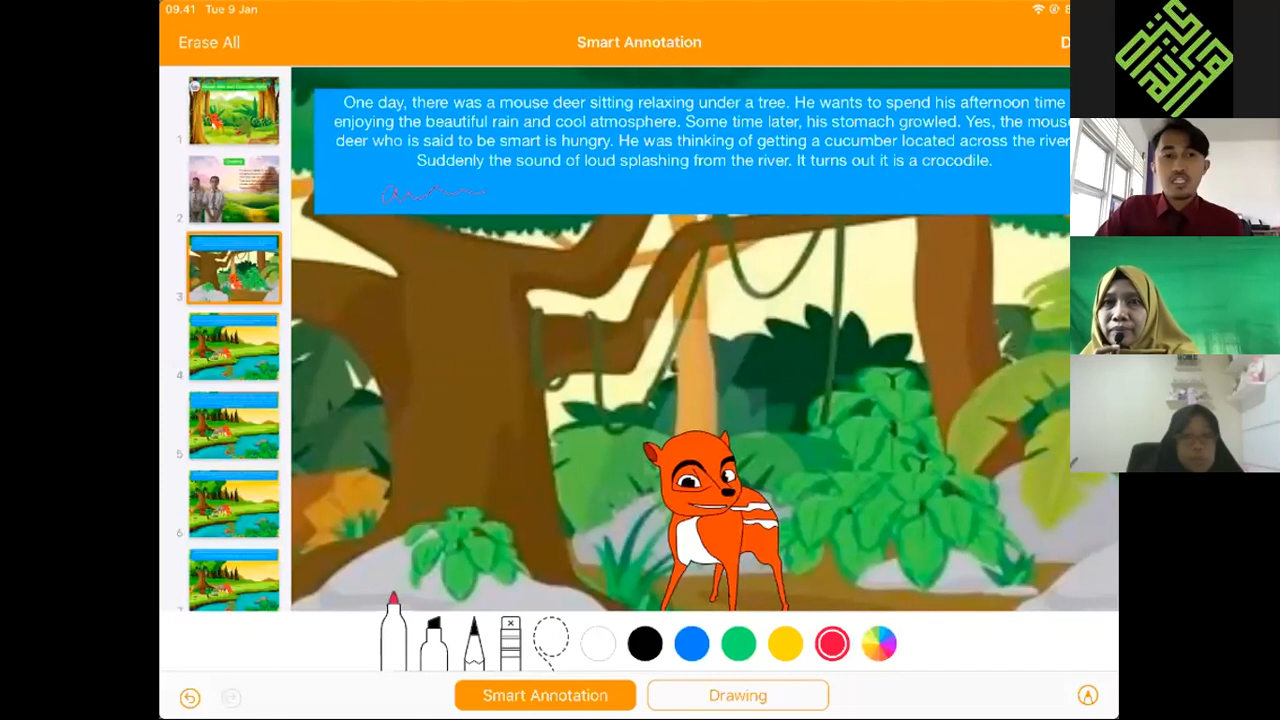 09.41 Tue 9 Jan
Erase All
Smart Annotation
One day, there was a mouse deer sitting relaxing under a tree. He wants to spend his afternoon time
enjoying the beautiful rain and cool atmosphere. Some time later, his stomach growled. Yes, the mouse
deer who is said to be smart is hungry. He was thinking of getting a cucumber located across the river
Suddenly the sound of loud splashing from the river. It turns out it is a crocodile.
1
2
3
4
5
6
Smart Annotation
Drawing